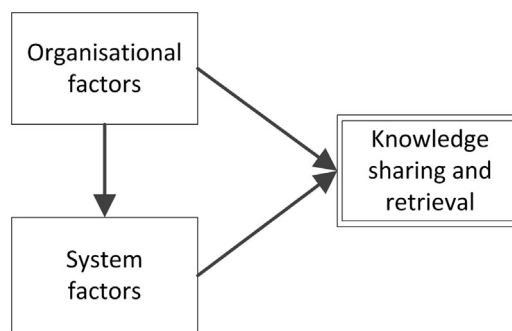 Organisational
factors
Knowledge
sharing and
retrieval
System
factors